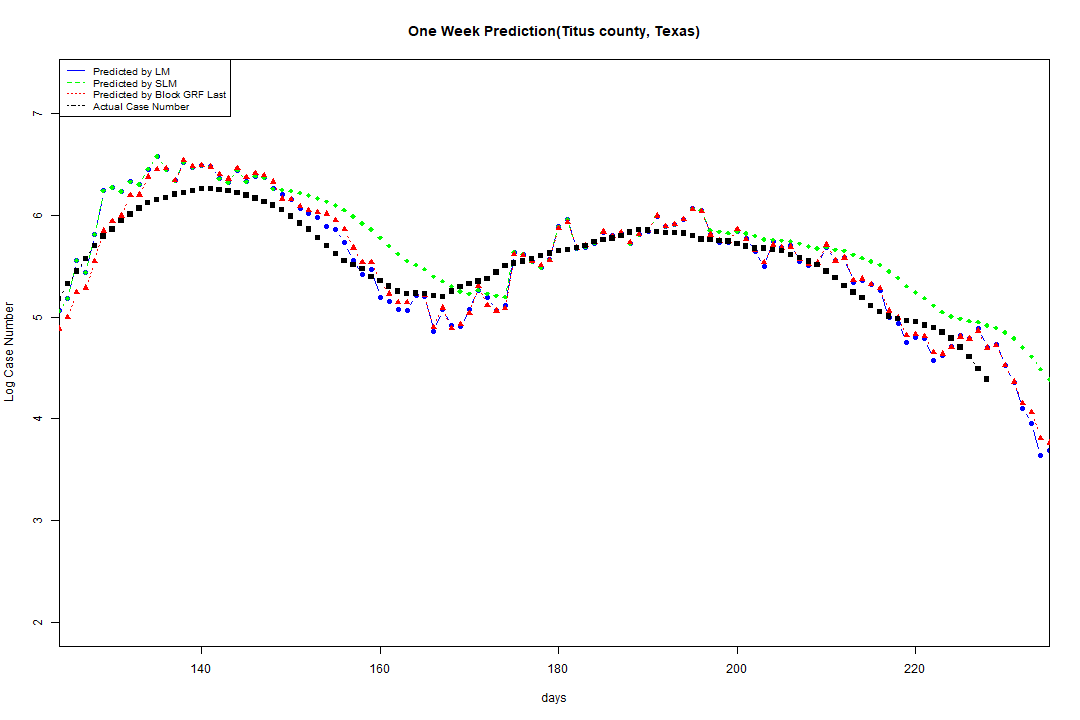 One Week Prediction(Titus county, Texas)
Predicted by LM
Predicted by SLM
Predicted by Block GRF Last
Actual Case Number
7
6
5
4
3
2
Log Case Number
140 160 180 200 220
days